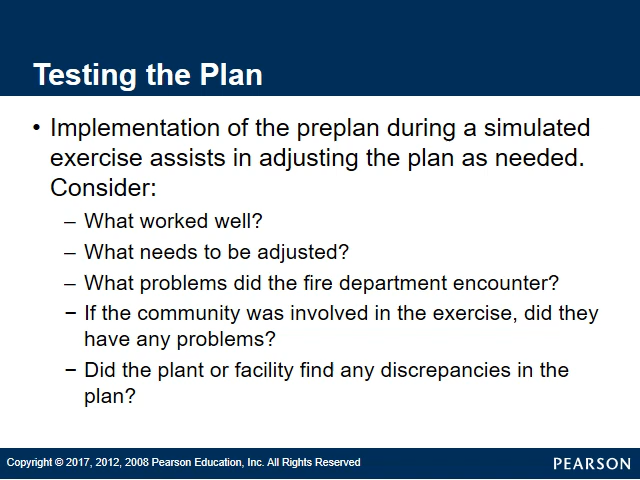 Testing the Plan
• Implementation of the preplan during a simulated
exercise assists in adjusting the plan as needed.
Consider:
– What worked well?
– What needs to be adjusted?
– What problems did the fire department encounter?
− If the community was involved in the exercise, did they
have any problems?
− Did the plant or facility find any discrepancies in the
plan?
Copyright © 2017, 2012, 2008 Pearson Education, Inc. All Rights Reserved
PEARSON